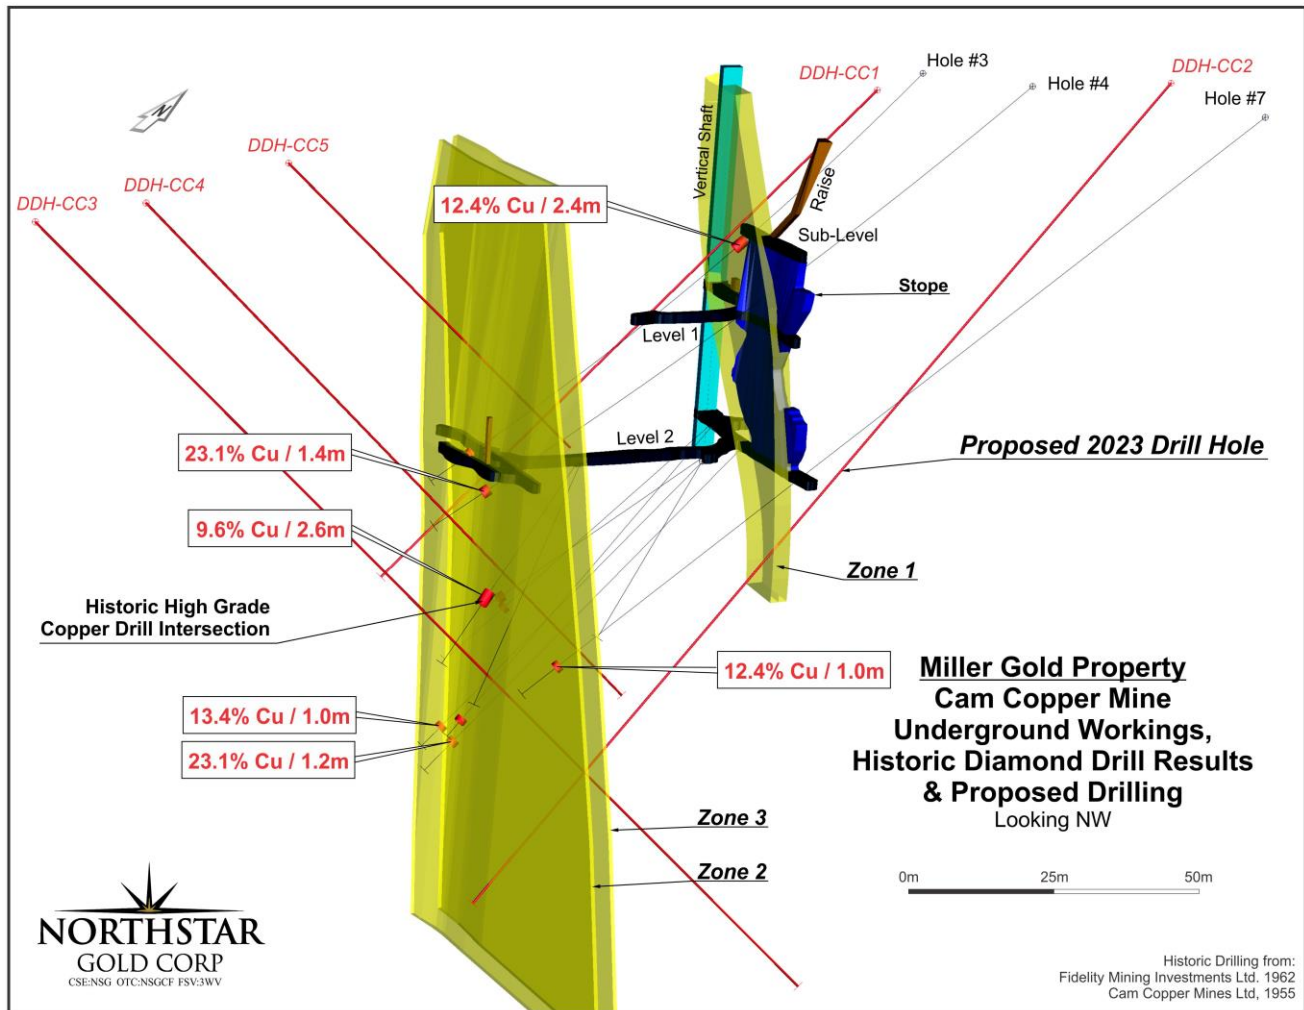 DDH-CC1
Hole #3
DDH-CC2
Hole #4
Hole #7
N
DDH-CC5
DDH-CC4
DDH-CC3
Vertical Shaft
Raise
12.4% Cu / 2.4m
Sub-Level
Stope
Level 1
Level 2
23.1% Cu / 1.4m
Proposed 2023 Drill Hole
9.6% Cu / 2.6m
Zone 1
Historic High Grade
Copper Drill Intersection
12.4% Cu / 1.0m
13.4% Cu / 1.0m
23.1% Cu / 1.2m
Miller Gold Property
Cam Copper Mine
Underground Workings,
Historic Diamond Drill Results
& Proposed Drilling
Looking NW
Zone 3
Zone 2
0m 25m 50m
NORTHSTAR
GOLD CORP
CSE:NSG OTC:NSGCF FSV:3WV
Historic Drilling from:
Fidelity Mining Investments Ltd. 1962
Cam Copper Mines Ltd, 1955